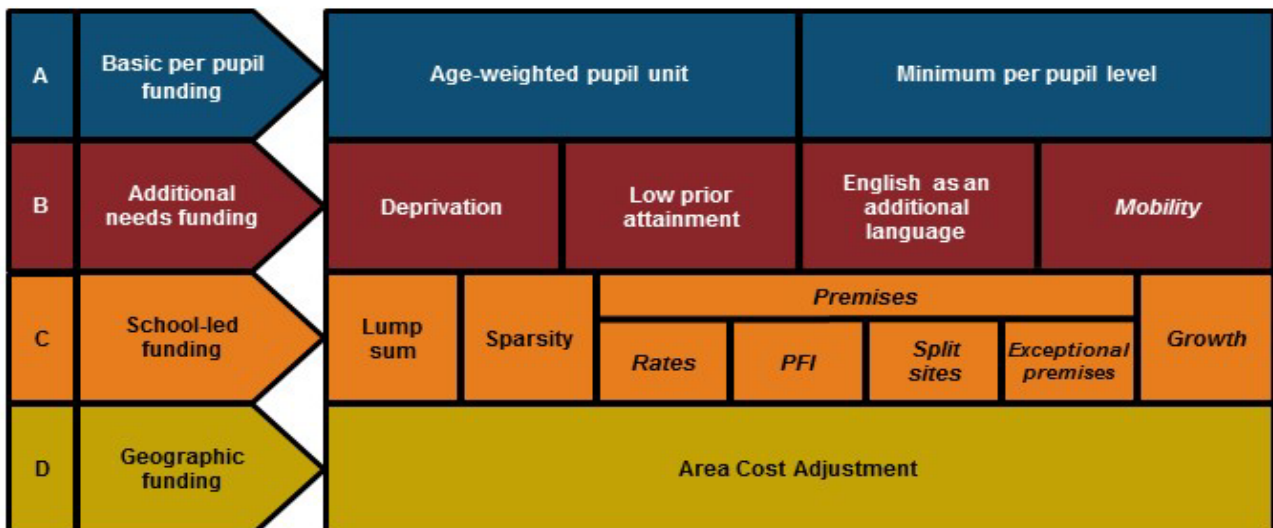 A
Basic per pupil
funding
Age-weighted pupil unit
Minimum per pupil level
B
Additional
needs funding
Deprivation
Low prior
attainment
English as an
additional
language
Mobility
C
School-led
funding
Lump
sum
Sparsity
Premises
Rates
PFI
Split
sites
Exceptional
premises
Growth
D
Geographic
funding
Area Cost Adjustment